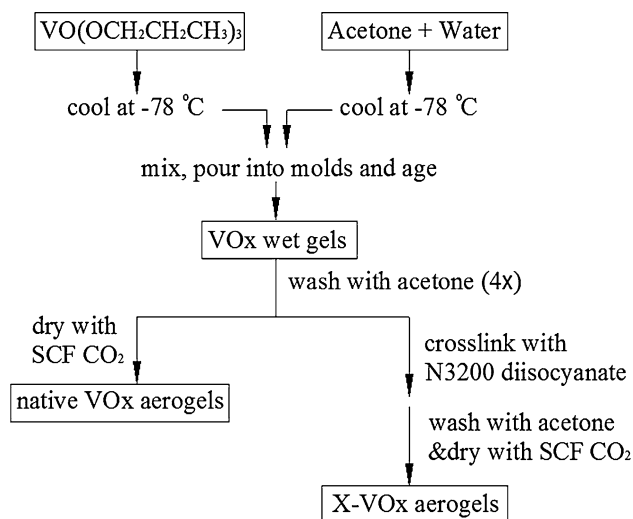 VO(OCH₂CH₂CH₃)₃
Acetone + Water
cool at -78 °C
cool at -78 °C
mix, pour into molds and age
VOx wet gels
wash with acetone (4x)
dry with
SCF CO₂
native VOx aerogels
crosslink with
N3200 diisocyanate
wash with acetone
&dry with SCF CO₂
X-VOx aerogels